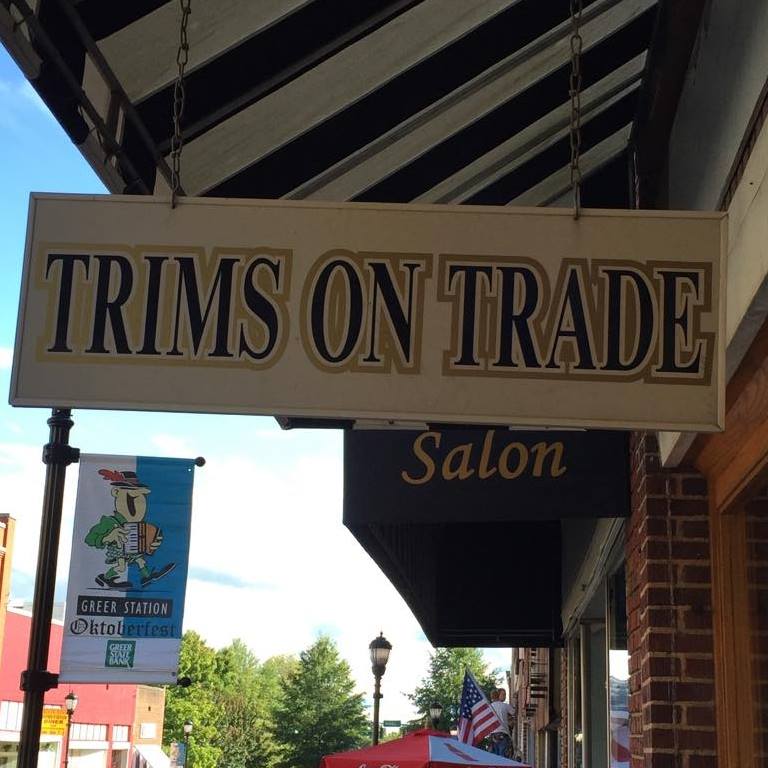 TRIMS ON TRADE
Salon
GREER STATION
Oktoberfest
GREER
STATE
BANK